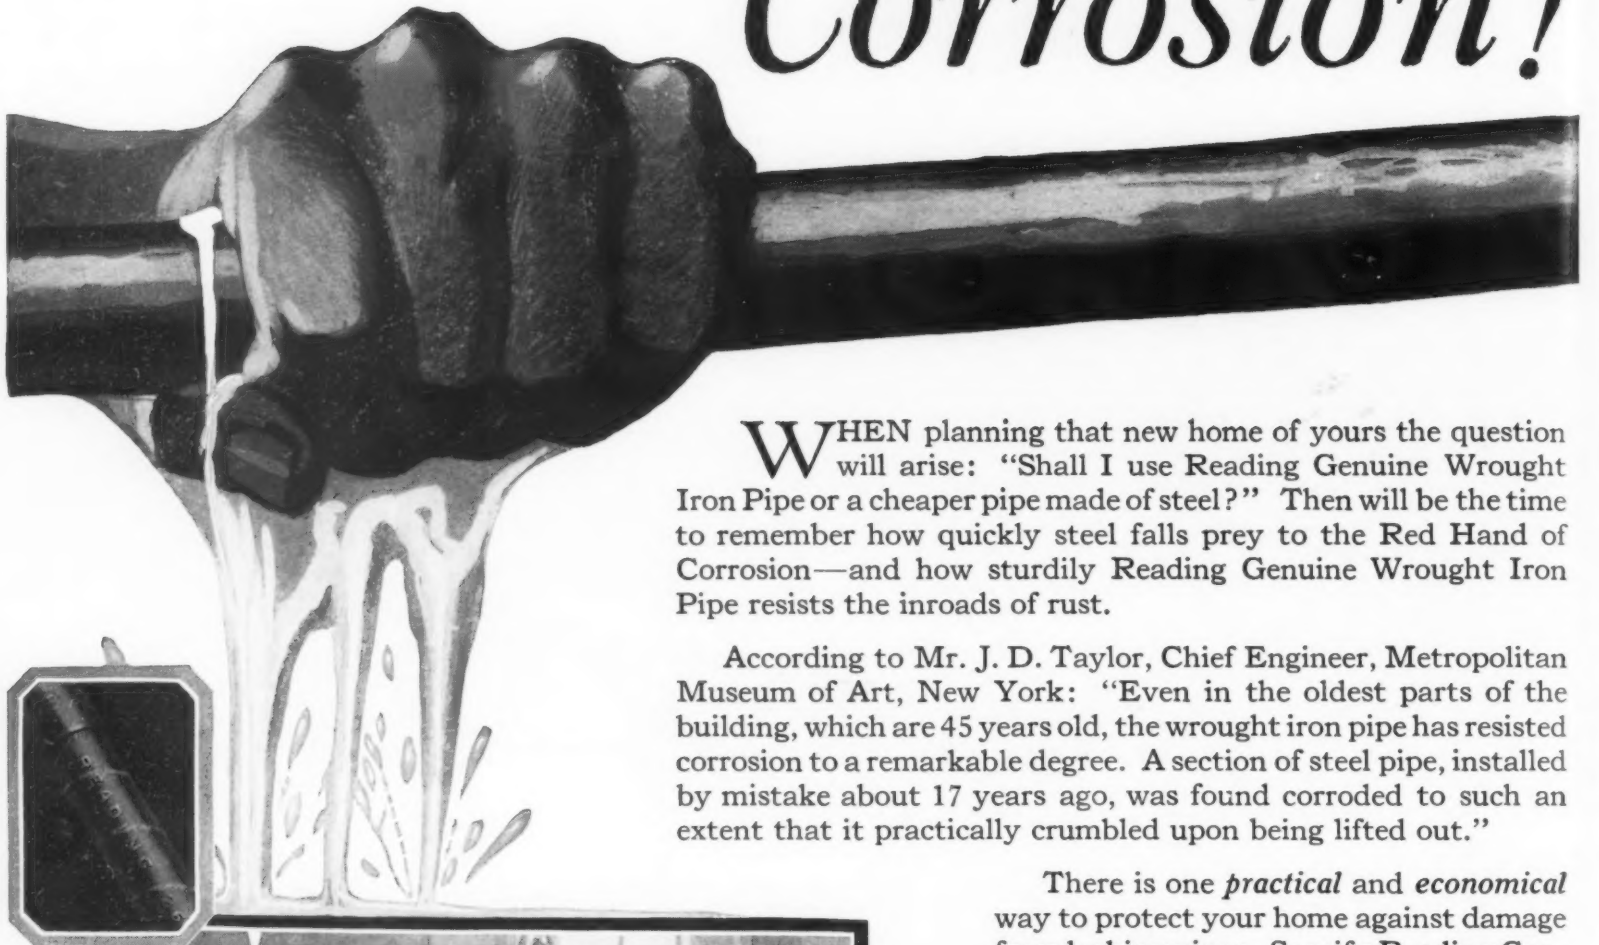 Corrosion!
WHEN planning that new home of yours the question
will arise: “Shall I use Reading Genuine Wrought
Iron Pipe or a cheaper pipe made of steel?” Then will be the time
to remember how quickly steel falls prey to the Red Hand of
Corrosion—and how sturdily Reading Genuine Wrought Iron
Pipe resists the inroads of rust.
According to Mr. J. D. Taylor, Chief Engineer, Metropolitan
Museum of Art, New York: “Even in the oldest parts of the
building, which are 45 years old, the wrought iron pipe has resisted
corrosion to a remarkable degree. A section of steel pipe, installed
by mistake about 17 years ago, was found corroded to such an
extent that it practically crumbled upon being lifted out.”
READING
There is one practical and economical
way to protect your home against damage